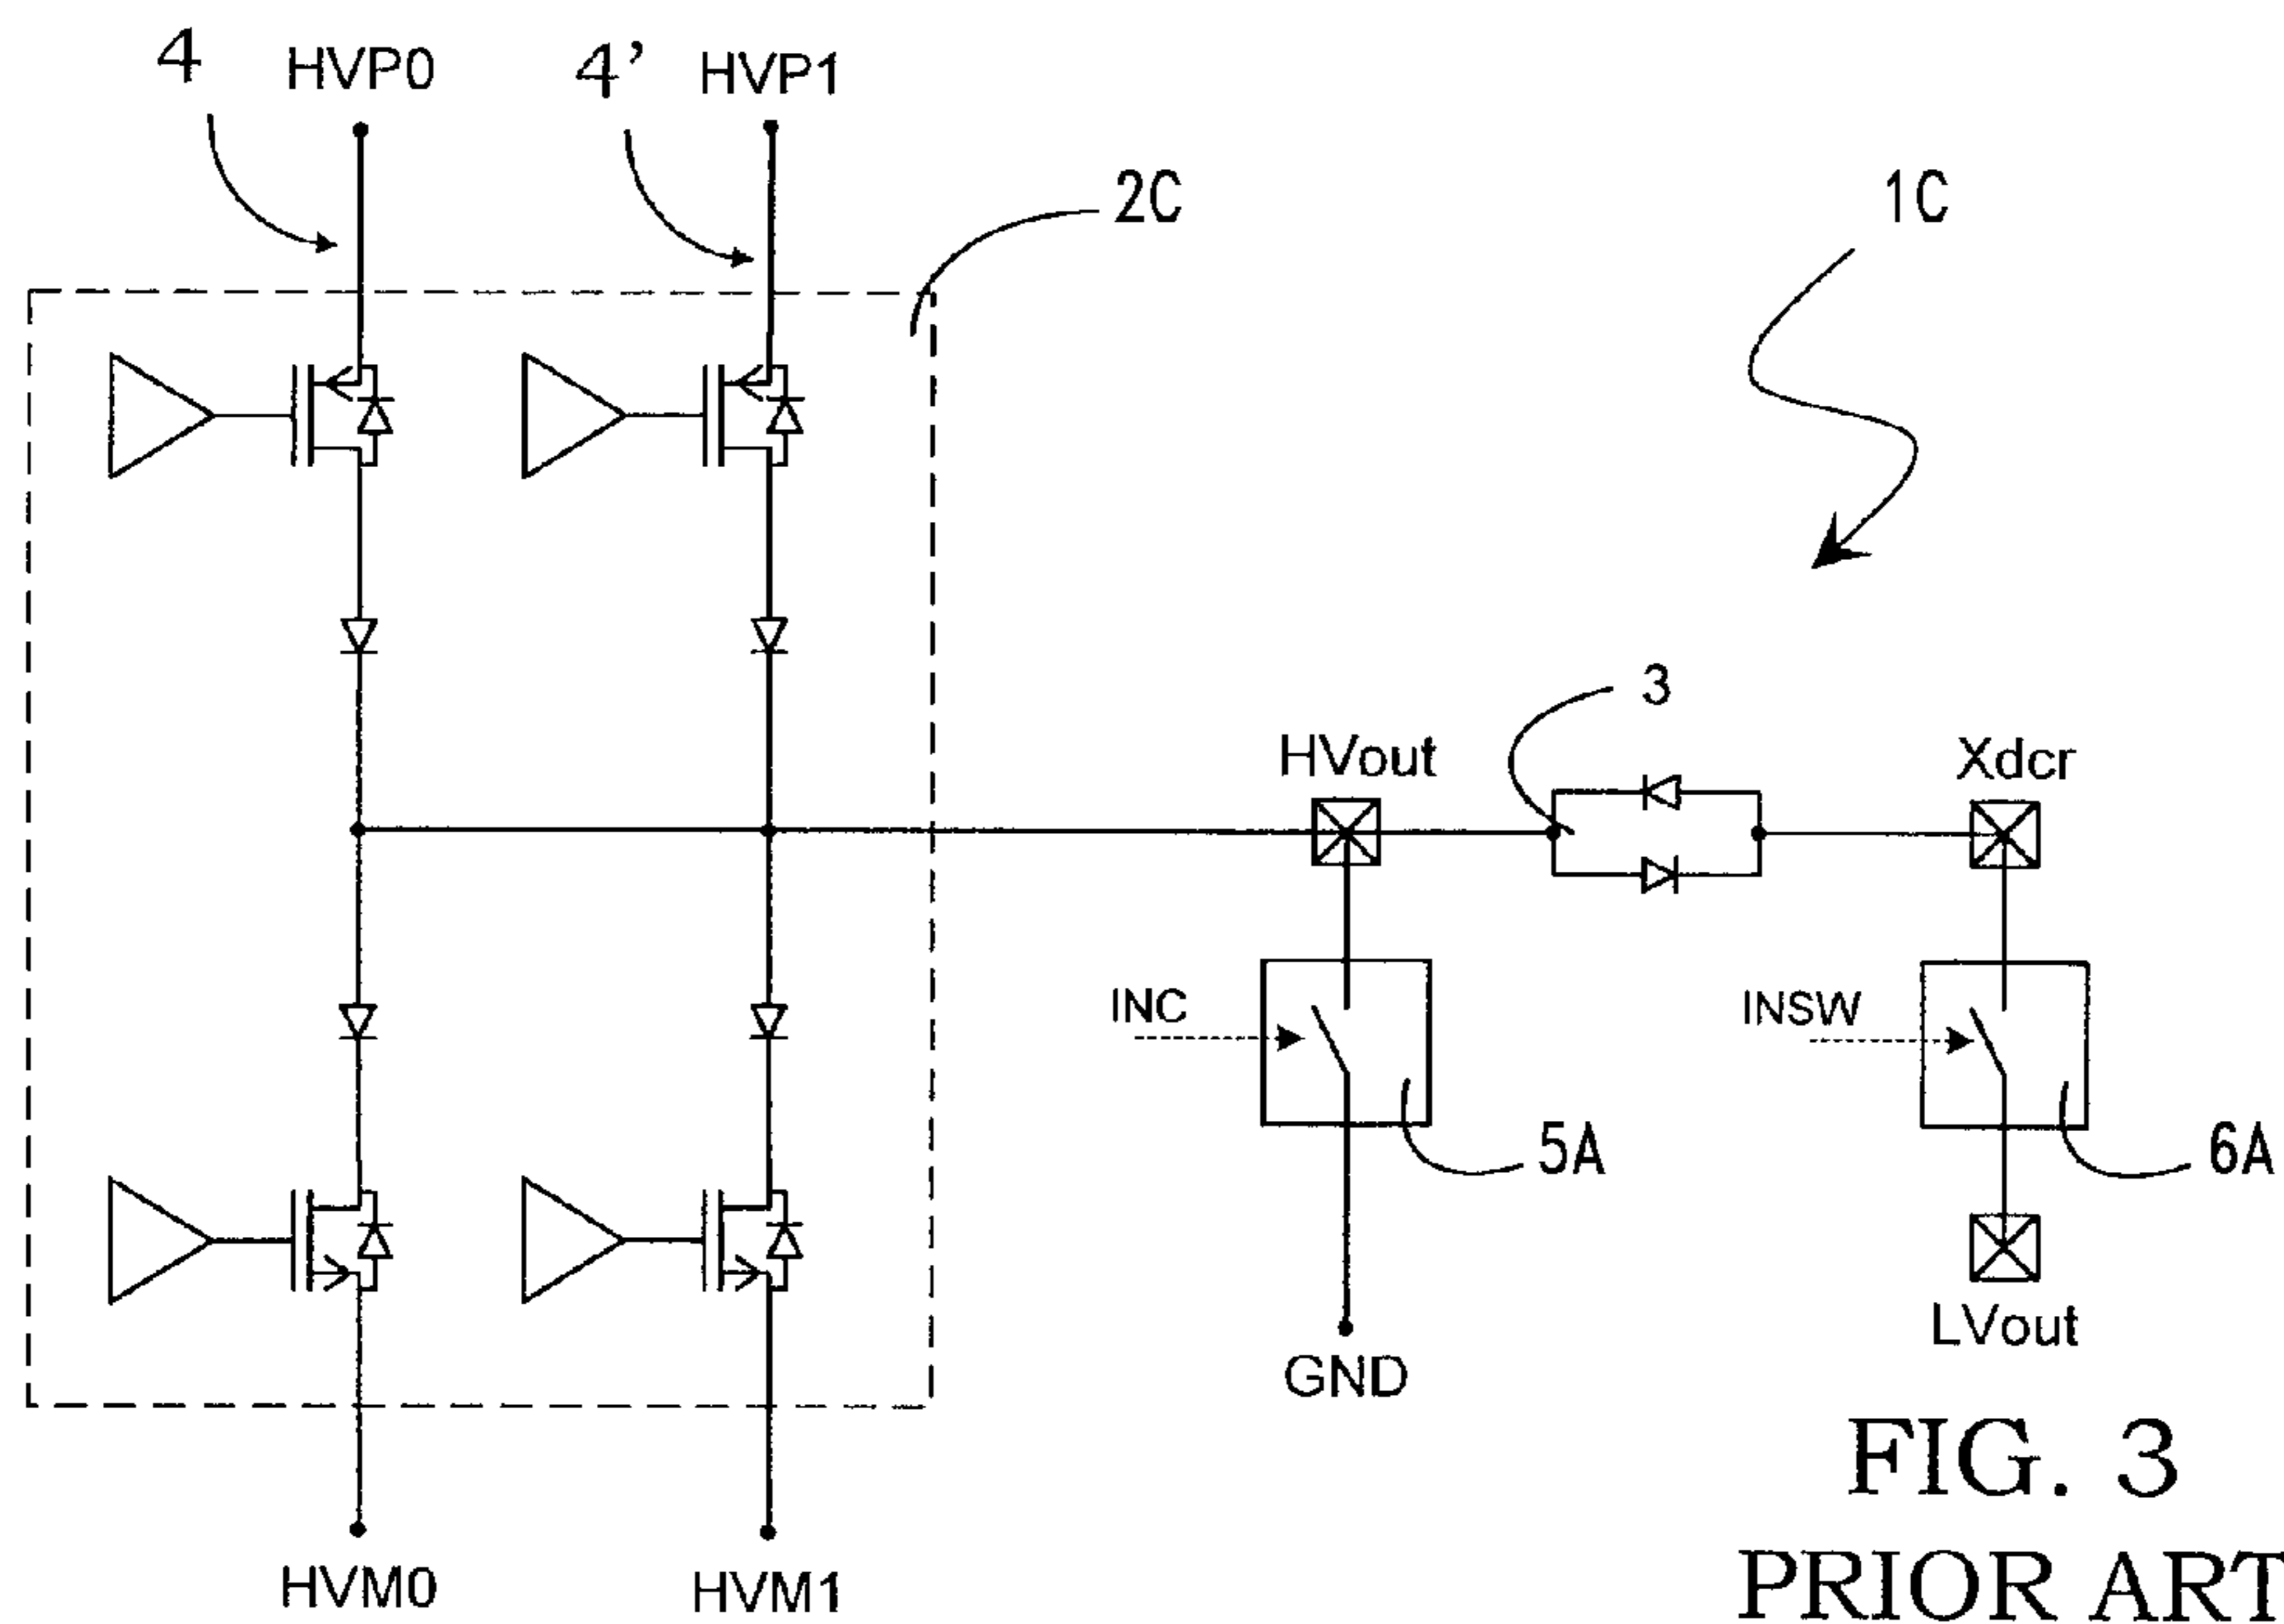 4
HVP0
4'
HVP1
2C
1C
3
HVout
Xdcr
INC
INSW
5A
6A
GND
LVout
HVM0
HVM1
FIG. 3
PRIOR ART